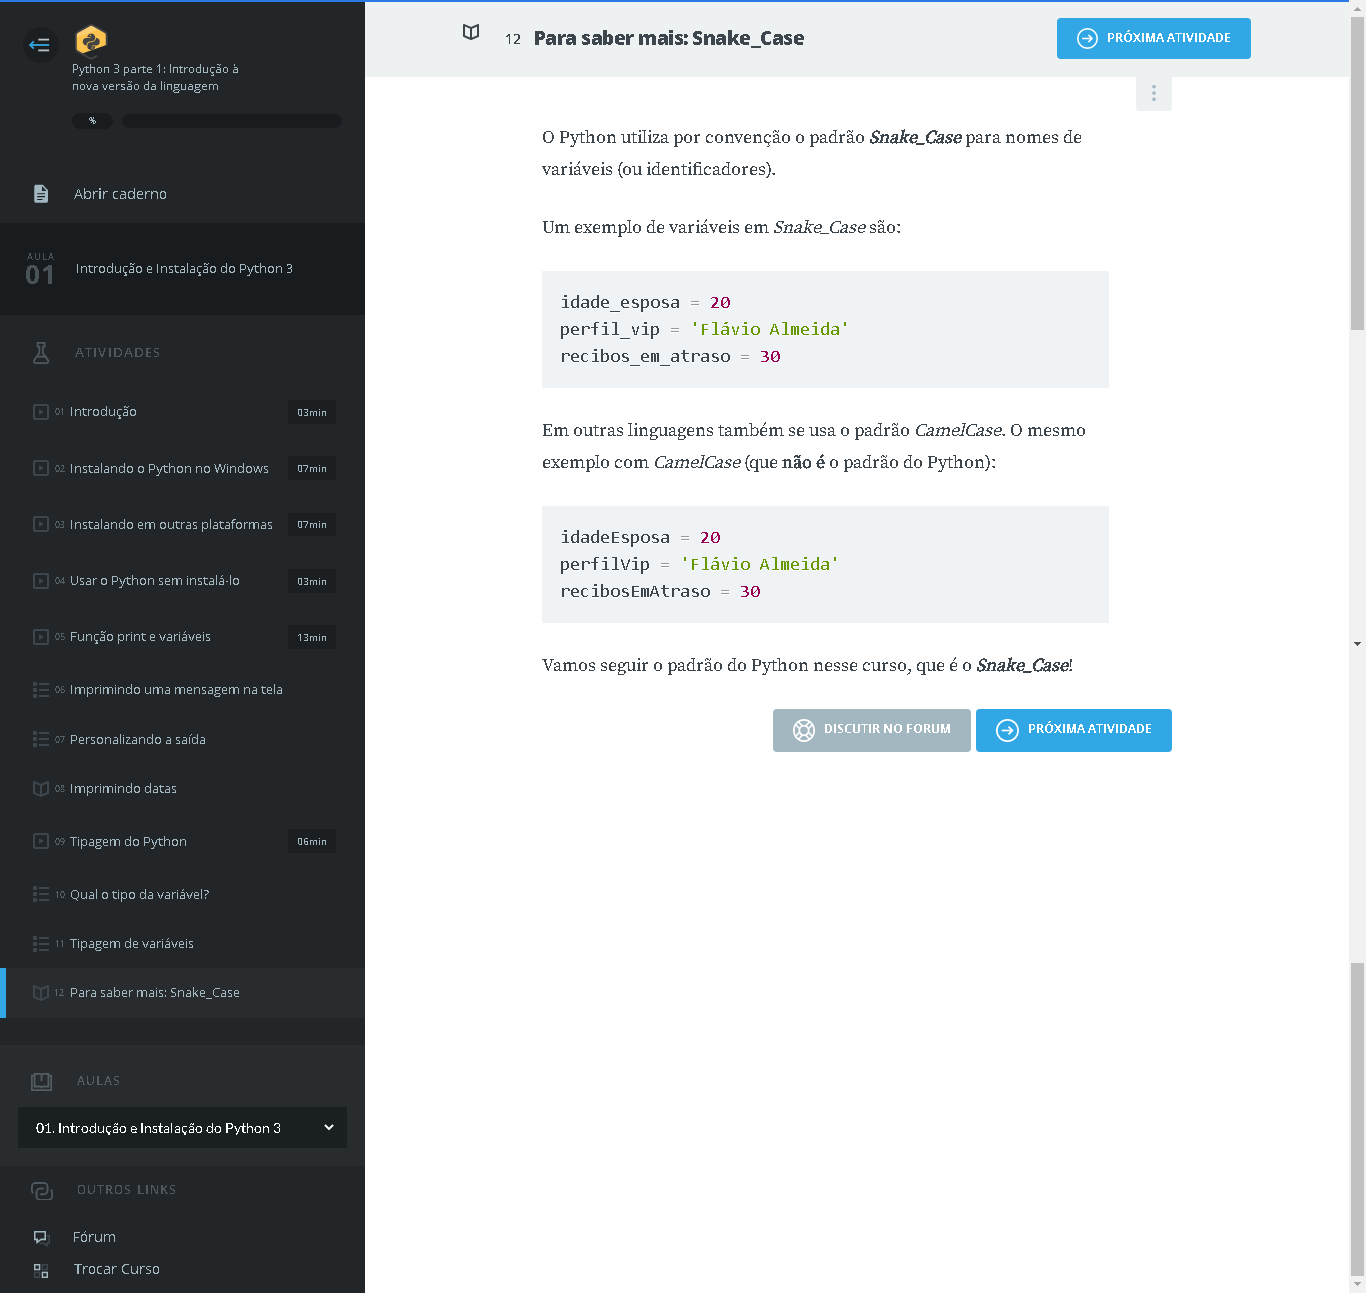 Python 3 parte 1: Introdução à
nova versão da linguagem
%
Abrir caderno
AULA
01
Introdução e Instalação do Python 3
ATIVIDADES
01 Introdução 03min
02 Instalando o Python no Windows 07min
03 Instalando em outras plataformas 07min
04 Usar o Python sem instalá-lo 03min
05 Função print e variáveis 13min
06 Imprimindo uma mensagem na tela
07 Personalizando a saída
08 Imprimindo datas
09 Tipagem do Python 06min
10 Qual o tipo da variável?
11 Tipagem de variáveis
12 Para saber mais: Snake_Case
AULAS
01. Introdução e Instalação do Python 3
OUTROS LINKS
Fórum
Trocar Curso
12 Para saber mais: Snake_Case
PRÓXIMA ATIVIDADE
O Python utiliza por convenção o padrão Snake_Case para nomes de
variáveis (ou identificadores).
Um exemplo de variáveis em Snake_Case são:
idade_esposa = 20
perfil_vip = 'Flávio Almeida'
recibos_em_atraso = 30
Em outras linguagens também se usa o padrão CamelCase. O mesmo
exemplo com CamelCase (que não é o padrão do Python):
idadeEsposa = 20
perfilVip = 'Flávio Almeida'
recibosEmAtraso = 30
Vamos seguir o padrão do Python nesse curso, que é o Snake_Case!
DISCUTIR NO FORUM
PRÓXIMA ATIVIDADE